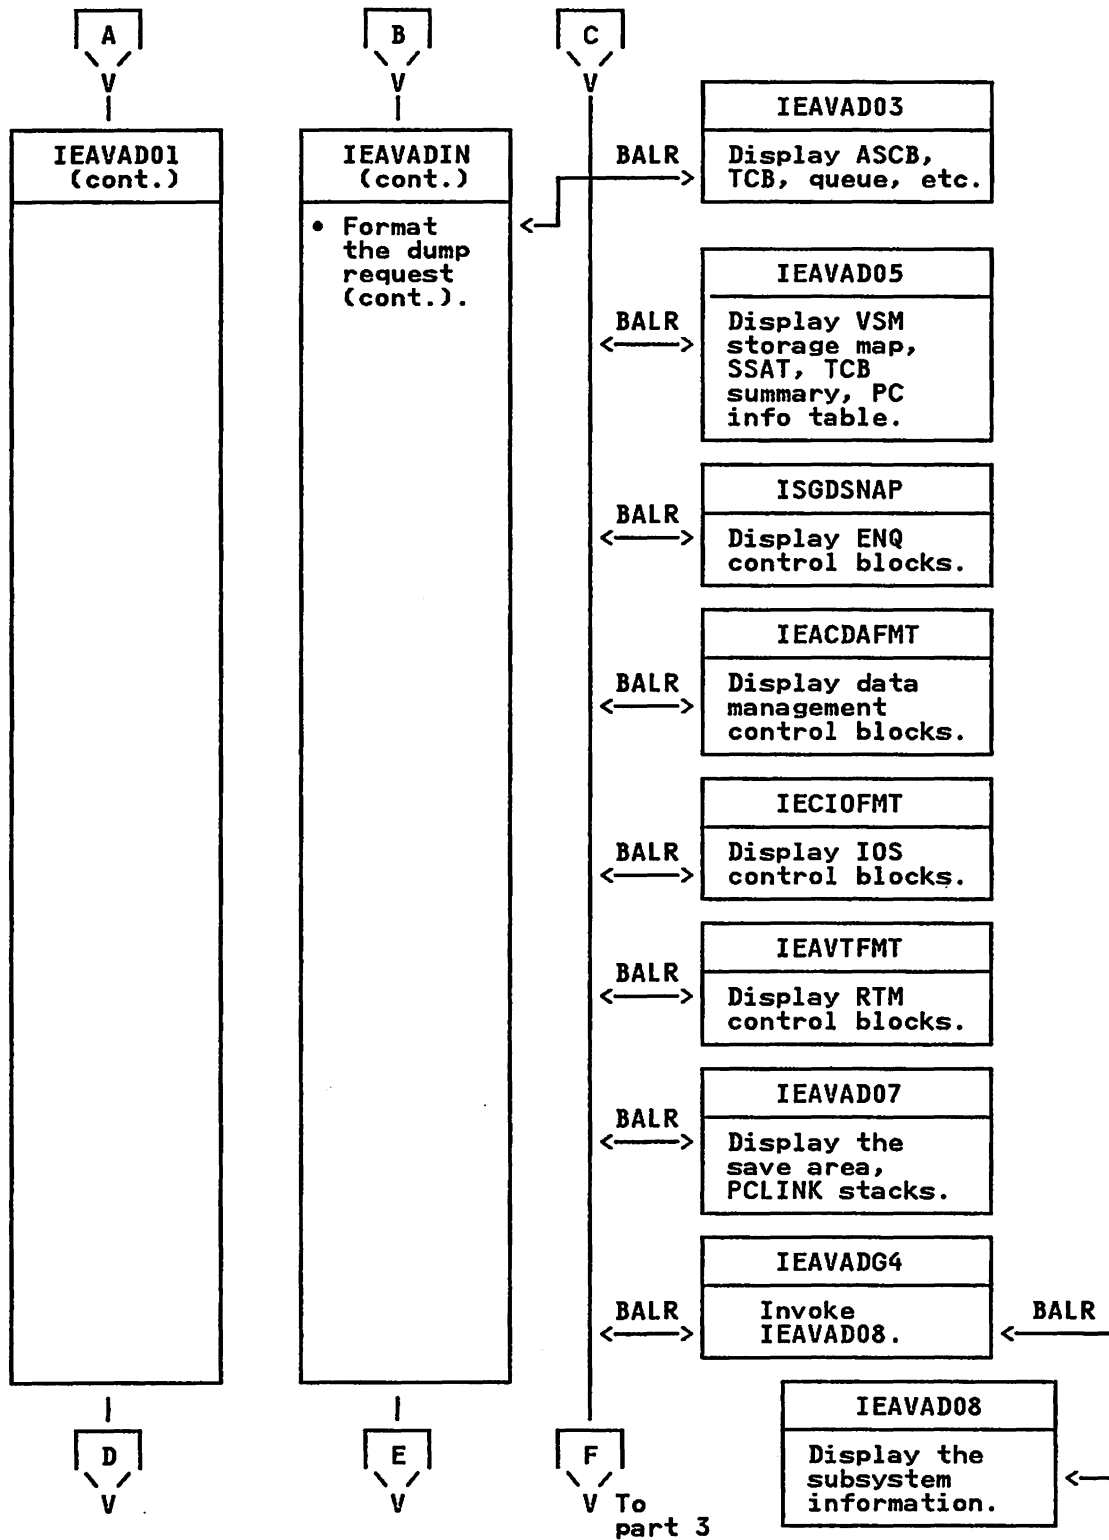 A
B
C
V
V
V
IEAVAD01
(cont.)
IEAVADIN
(cont.)
• Format
the dump
request
(cont.).
BALR
IEAVAD03
Display ASCB,
TCB, queue, etc.
BALR
IEAVAD05
Display VSM
storage map,
SSAT, TCB
summary, PC
info table.
BALR
ISGDSNAP
Display ENQ
control blocks.
BALR
IEACDAFMT
Display data
management
control blocks.
BALR
IECIOFMT
Display IOS
control blocks.
BALR
IEAVTFMT
Display RTM
control blocks.
BALR
IEAVAD07
Display the
save area,
PCLINK stacks.
BALR
IEAVADG4
Invoke
IEAVAD08.
BALR
IEAVAD08
Display the
subsystem
information.
D
E
F
V
V
V
To
part 3